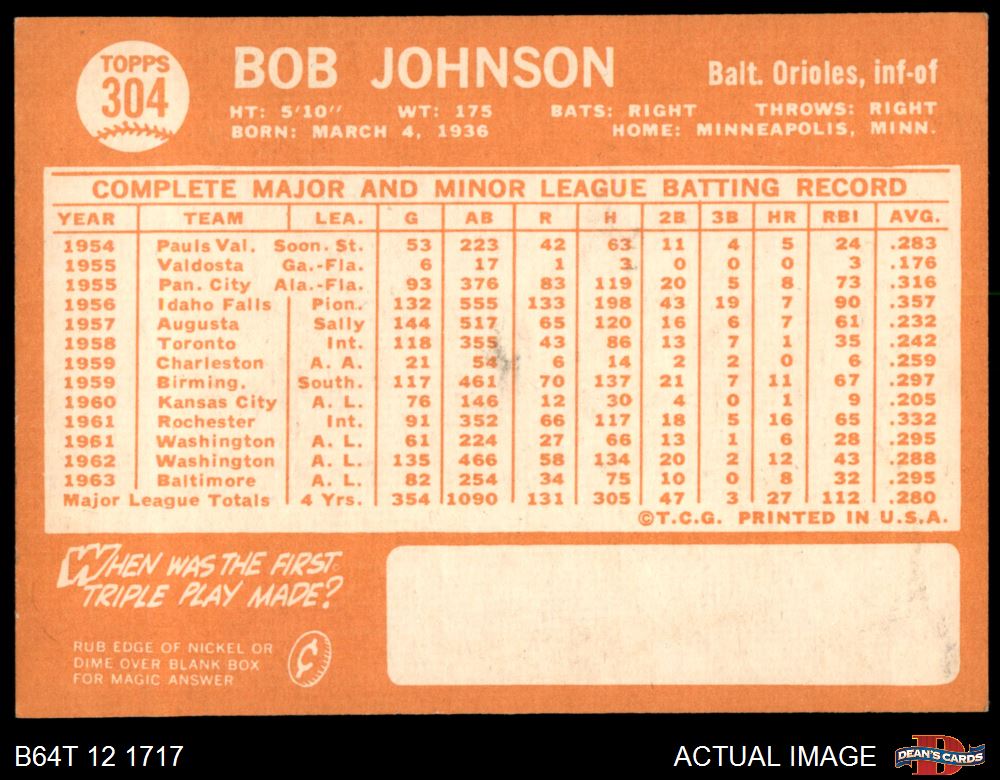 TOPPS
304
BOB JOHNSON
Balt. Orioles, inf-of
HT: 5'10" WT: 175 BATS: RIGHT THROWS: RIGHT
BORN: MARCH 4, 1936 HOME: MINNEAPOLIS, MINN.
COMPLETE MAJOR AND MINOR LEAGUE BATTING RECORD
YEAR TEAM LEA. G AB R H 2B 3B HR RBI AVG.
1954 Pauls Val. Soon. St. 53 223 42 63 11 4 5 24 .283
1955 Valdosta Ga.-Fla. 6 17 1 3 0 0 0 3 .176
1955 Pan. City Ala.-Fla. 93 376 83 119 20 5 8 73 .316
1956 Idaho Falls Pion. 132 555 133 198 43 19 7 90 .357
1957 Augusta Sally 144 517 65 120 16 6 7 61 .232
1958 Toronto Int. 118 355 43 86 13 7 1 35 .242
1959 Charleston A. A. 21 54 6 14 2 2 0 6 .259
1959 Birming. South. 117 461 70 137 21 7 11 67 .297
1960 Kansas City A. L. 76 146 12 30 4 0 1 9 .205
1961 Rochester Int. 91 352 66 117 18 5 16 65 .332
1961 Washington A. L. 61 224 27 66 13 1 6 28 .295
1962 Washington A. L. 135 466 58 134 20 2 12 43 .288
1963 Baltimore A. L. 82 254 34 75 10 0 8 32 .295
Major League Totals 4 Yrs. 354 1090 131 305 47 3 27 112 .280
©T.C.G. PRINTED IN U.S.A.
WHEN WAS THE FIRST
TRIPLE PLAY MADE?
RUB EDGE OF NICKEL OR
DIME OVER BLANK BOX
FOR MAGIC ANSWER
¢
B64T 12 1717
ACTUAL IMAGE
DEAN'S CARDS